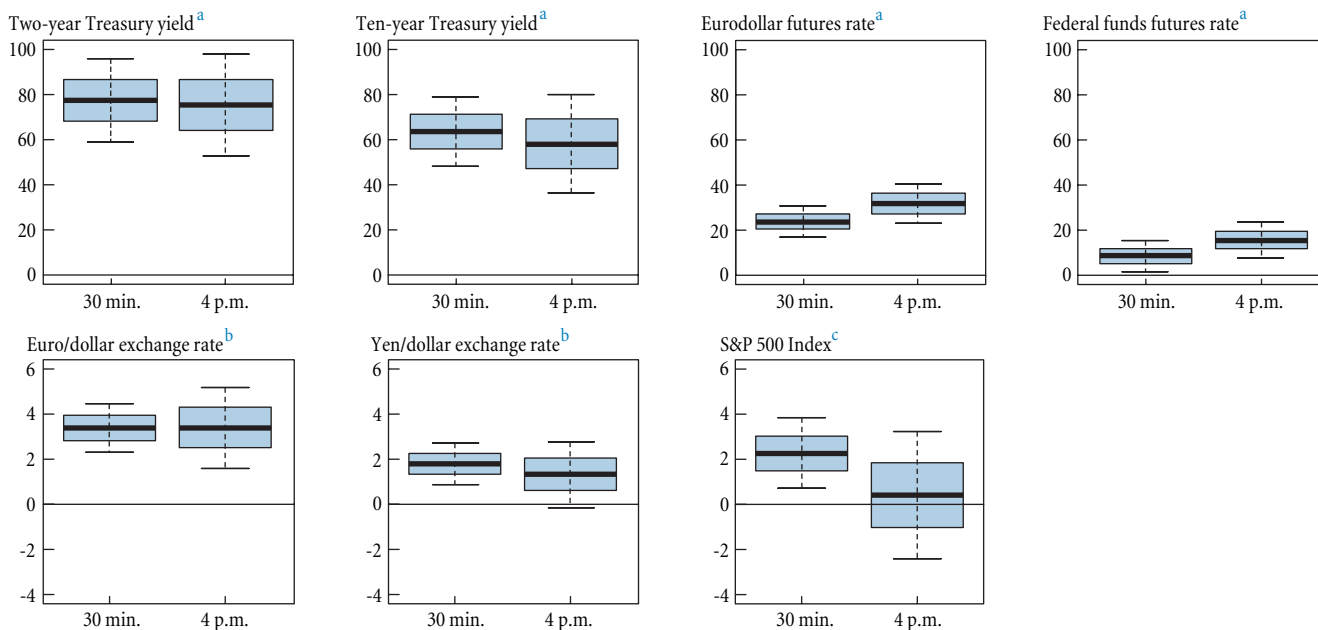 Two-year Treasury yield a
Ten-year Treasury yield a
Eurodollar futures rate a
Federal funds futures rate a
100
80
60
40
20
0
30 min.
4 p.m.
100
80
60
40
20
0
30 min.
4 p.m.
100
80
60
40
20
0
30 min.
4 p.m.
100
80
60
40
20
0
30 min.
4 p.m.
Euro/dollar exchange rate b
Yen/dollar exchange rate b
S&P 500 Index c
6
4
2
0
-2
-4
30 min.
4 p.m.
6
4
2
0
-2
-4
30 min.
4 p.m.
6
4
2
0
-2
-4
30 min.
4 p.m.